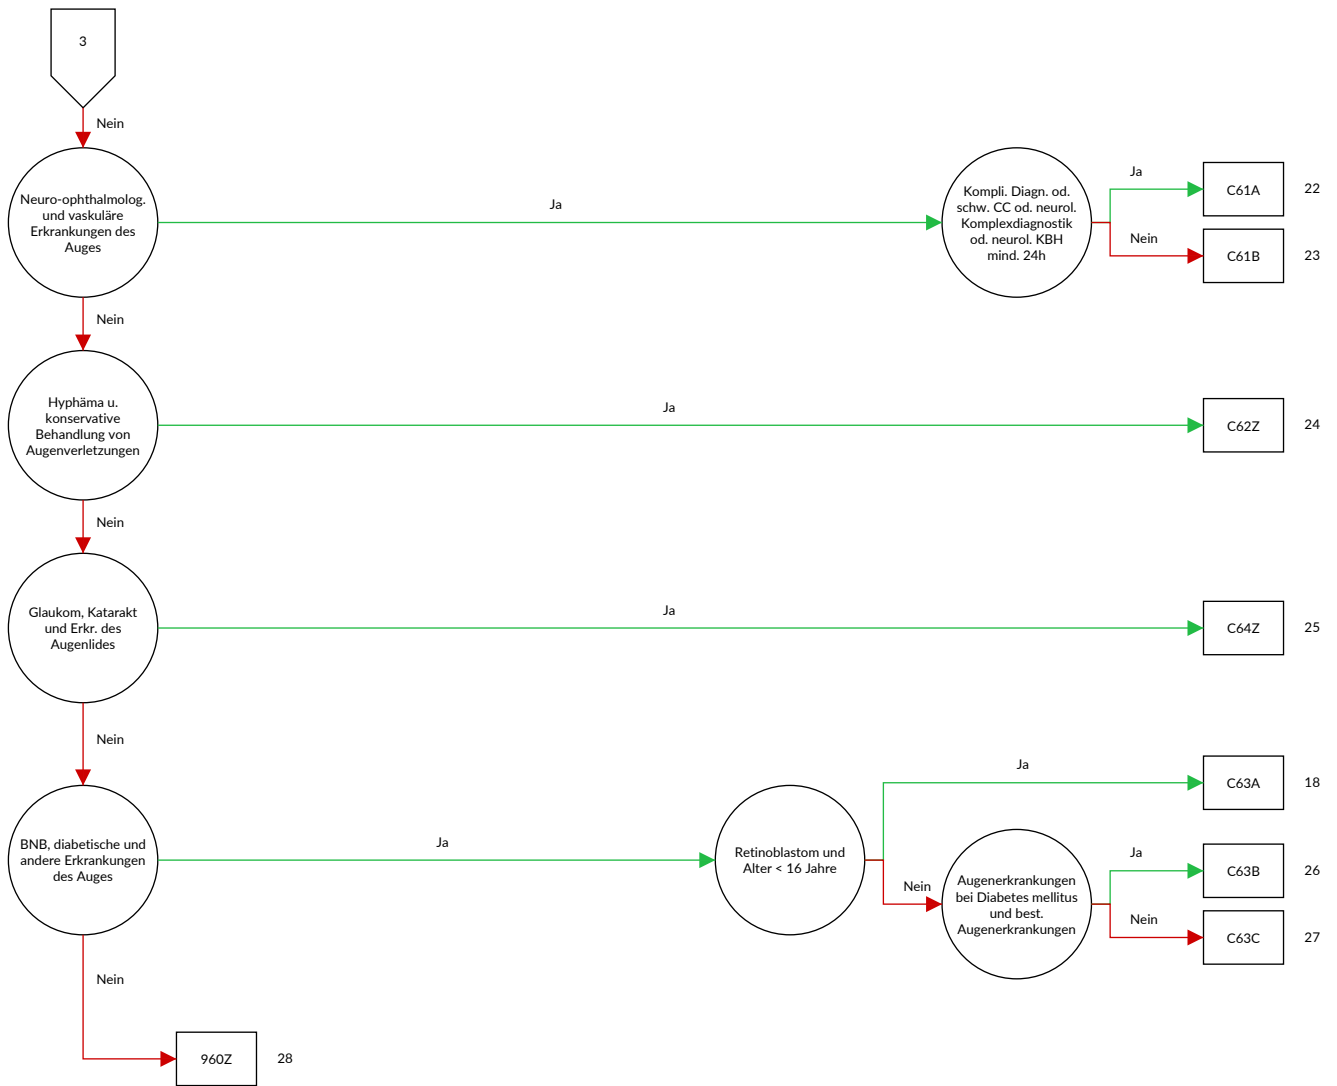 3
Nein
Neuro-ophthalmolog.
und vaskuläre
Erkrankungen des
Auges
Ja
Kompli. Diagn. od.
schw. CC od. neurol.
Komplexdiagnostik
od. neurol. KBH
mind. 24h
Ja
C61A
22
Nein
C61B
23
Nein
Hyphäma u.
konservative
Behandlung von
Augenverletzungen
Ja
C62Z
24
Nein
Glaukom, Katarakt
und Erkr. des
Augenlides
Ja
C64Z
25
Nein
BNB, diabetische und
andere Erkrankungen
des Auges
Ja
Retinoblastom und
Alter < 16 Jahre
Ja
C63A
18
Nein
Augenerkrankungen
bei Diabetes mellitus
und best.
Augenerkrankungen
Ja
C63B
26
Nein
C63C
27
Nein
960Z
28